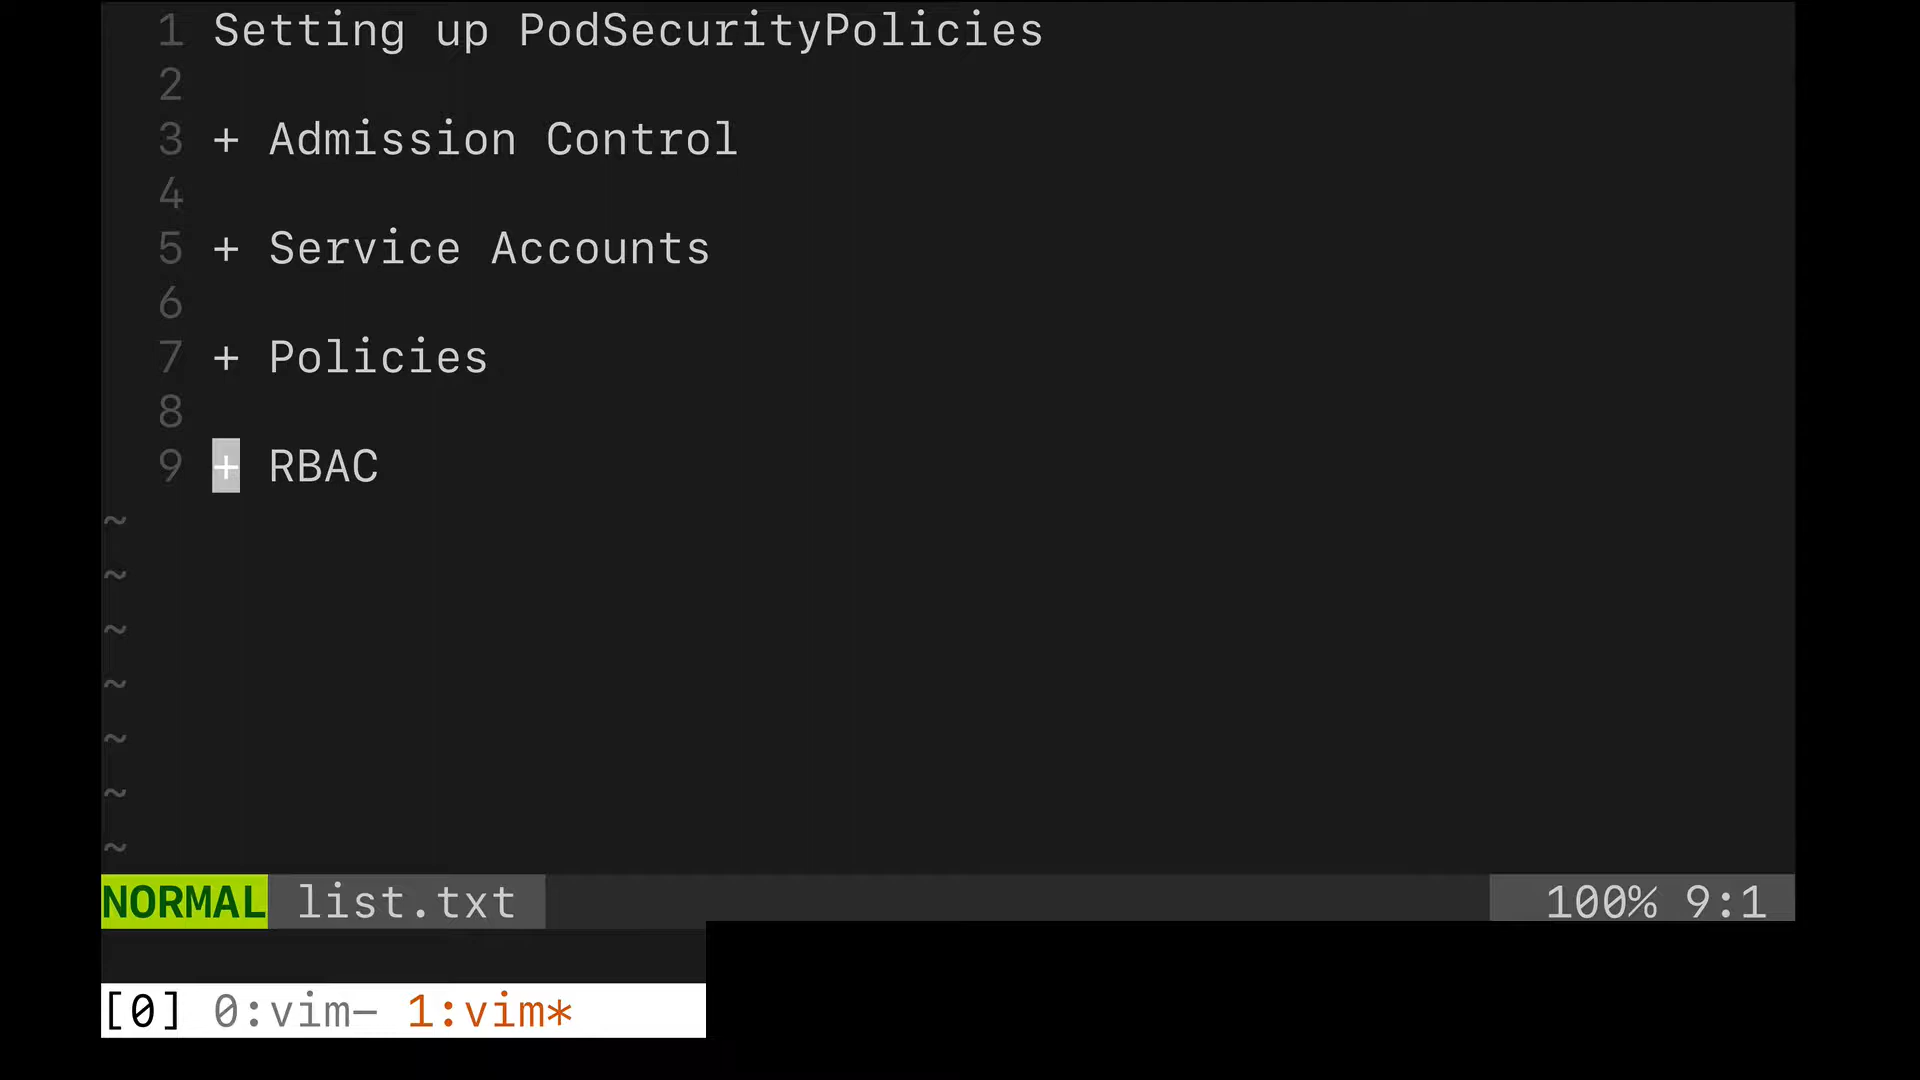 1 Setting up PodSecurityPolicies
2
3 + Admission Control
4
5 + Service Accounts
6
7 + Policies
8
9 + RBAC
~
~
~
~
~
~
~
NORMAL list.txt 100% 9:1
[0] 0:vim- 1:vim*